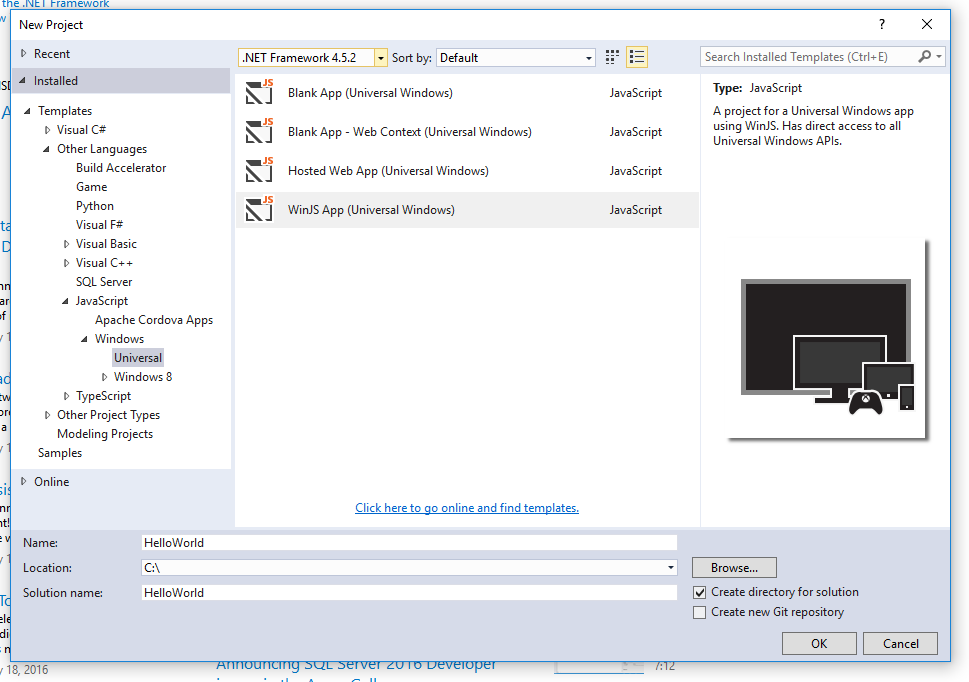 the .NET Framework
New Project
?
Recent
Installed
Templates
Visual C#
Other Languages
Build Accelerator
Game
Python
Visual F#
Visual Basic
Visual C++
SQL Server
JavaScript
Apache Cordova Apps
Windows
Universal
Windows 8
TypeScript
Other Project Types
Modeling Projects
Samples
Online
.NET Framework 4.5.2
Sort by: Default
JS Blank App (Universal Windows) JavaScript
JS Blank App - Web Context (Universal Windows) JavaScript
JS Hosted Web App (Universal Windows) JavaScript
JS WinJS App (Universal Windows) JavaScript
Click here to go online and find templates.
Search Installed Templates (Ctrl+E)
Type: JavaScript
A project for a Universal Windows app
using WinJS. Has direct access to all
Universal Windows APIs.
Name: HelloWorld
Location: C:\
Browse...
Solution name: HelloWorld
Create directory for solution
Create new Git repository
OK Cancel
18, 2016
Announcing SQL Server 2016 Developer
7:12